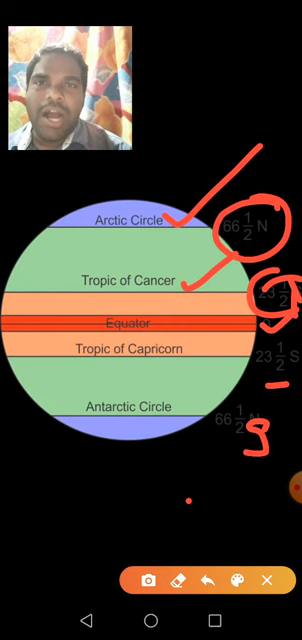 Arctic Circle
66 1/2 N
Tropic of Cancer
23 1/2
Equator
Tropic of Capricorn
23 1/2 S
Antarctic Circle
66 1/2 N
S